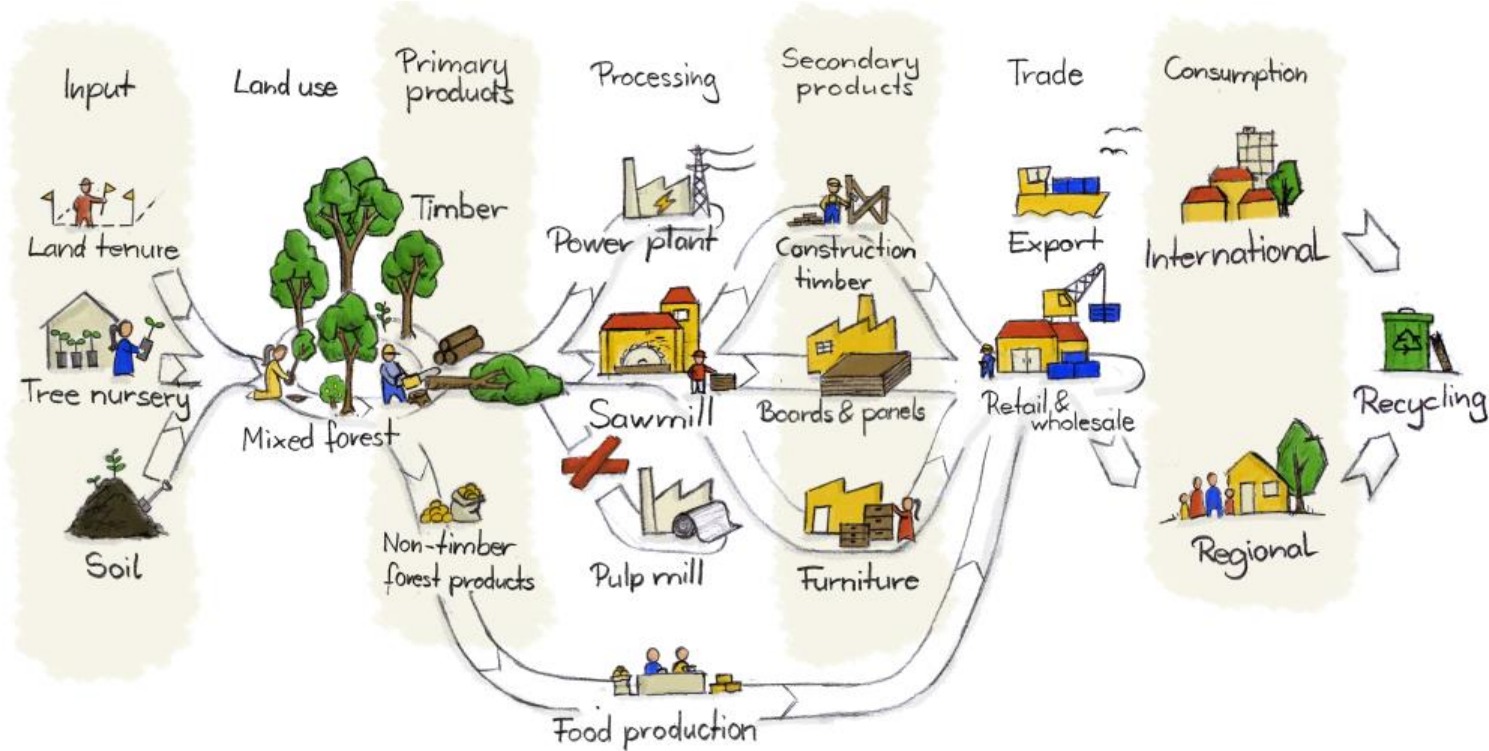 Input
Land use
Primary
products
Processing
Secondary
products
Trade
Consumption
Land tenure
Tree nursery
Soil
Mixed forest
Timber
Non-timber
forest products
Power plant
Sawmill
Pulp mill
Food production
Construction
timber
Boards & panels
Furniture
Export
Retail &
wholesale
International
Regional
Recycling